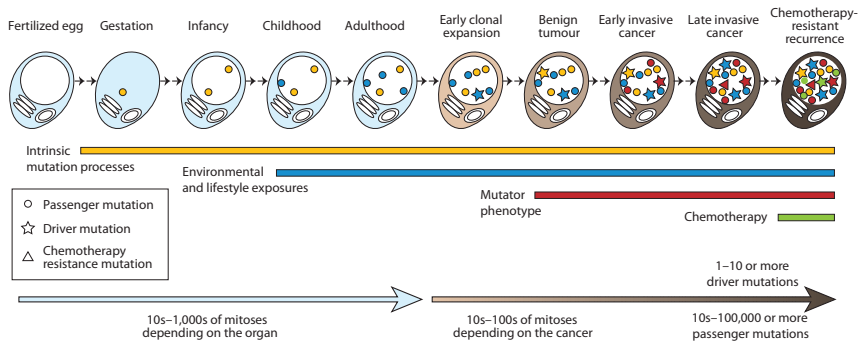 Fertilized egg
Gestation
Infancy
Childhood
Adulthood
Early clonal
expansion
Benign
tumour
Early invasive
cancer
Late invasive
cancer
Chemotherapy-
resistant
recurrence
Intrinsic
mutation processes
Environmental
and lifestyle exposures
Mutator
phenotype
Chemotherapy
Passenger mutation
Driver mutation
Chemotherapy
resistance mutation
10s–1,000s of mitoses
depending on the organ
10s–100s of mitoses
depending on the cancer
1–10 or more
driver mutations
10s–100,000 or more
passenger mutations